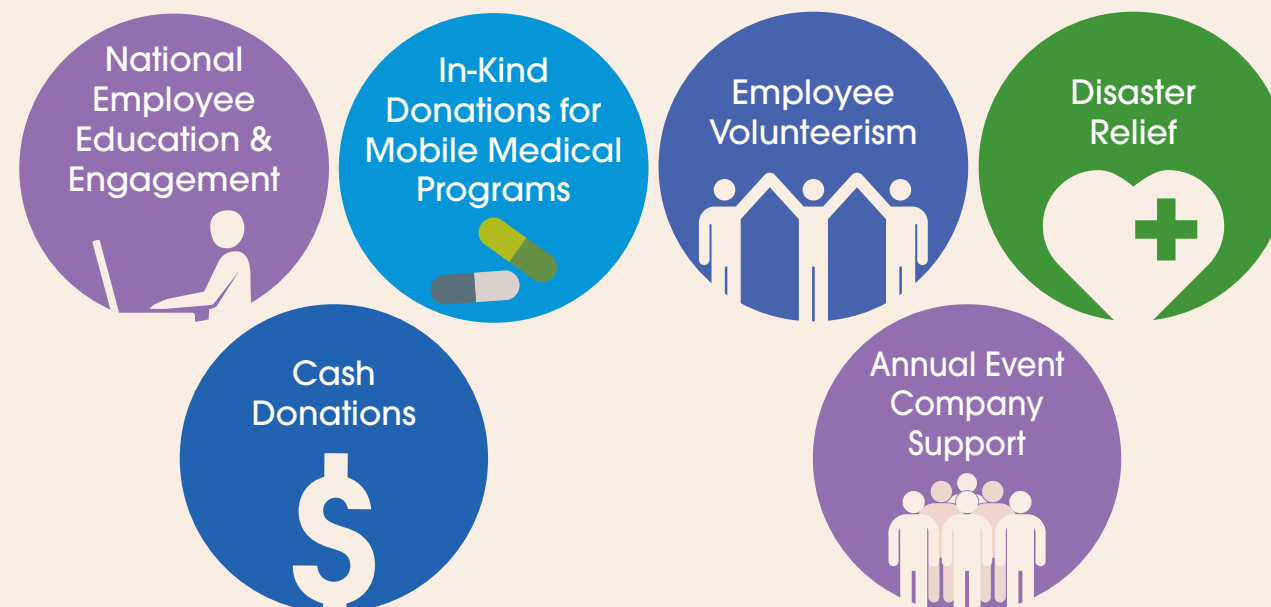 National
Employee
Education &
Engagement
In-Kind
Donations for
Mobile Medical
Programs
Employee
Volunteerism
Disaster
Relief
Cash
Donations
$
Annual Event
Company
Support